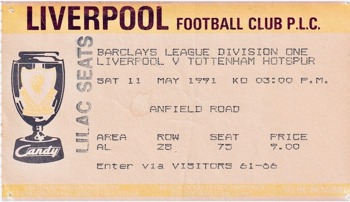 LIVERPOOL FOOTBALL CLUB P.L.C.
LILAC SEATS
Candy
BARCLAYS LEAGUE DIVISION ONE
LIVERPOOL V TOTTENHAM HOTSPUR
SAT 11 MAY 1991 KO 03:00 P.M.
ANFIELD ROAD
AREA ROW SEAT PRICE
AL 28 75 9.00
Enter via VISITORS 61-66